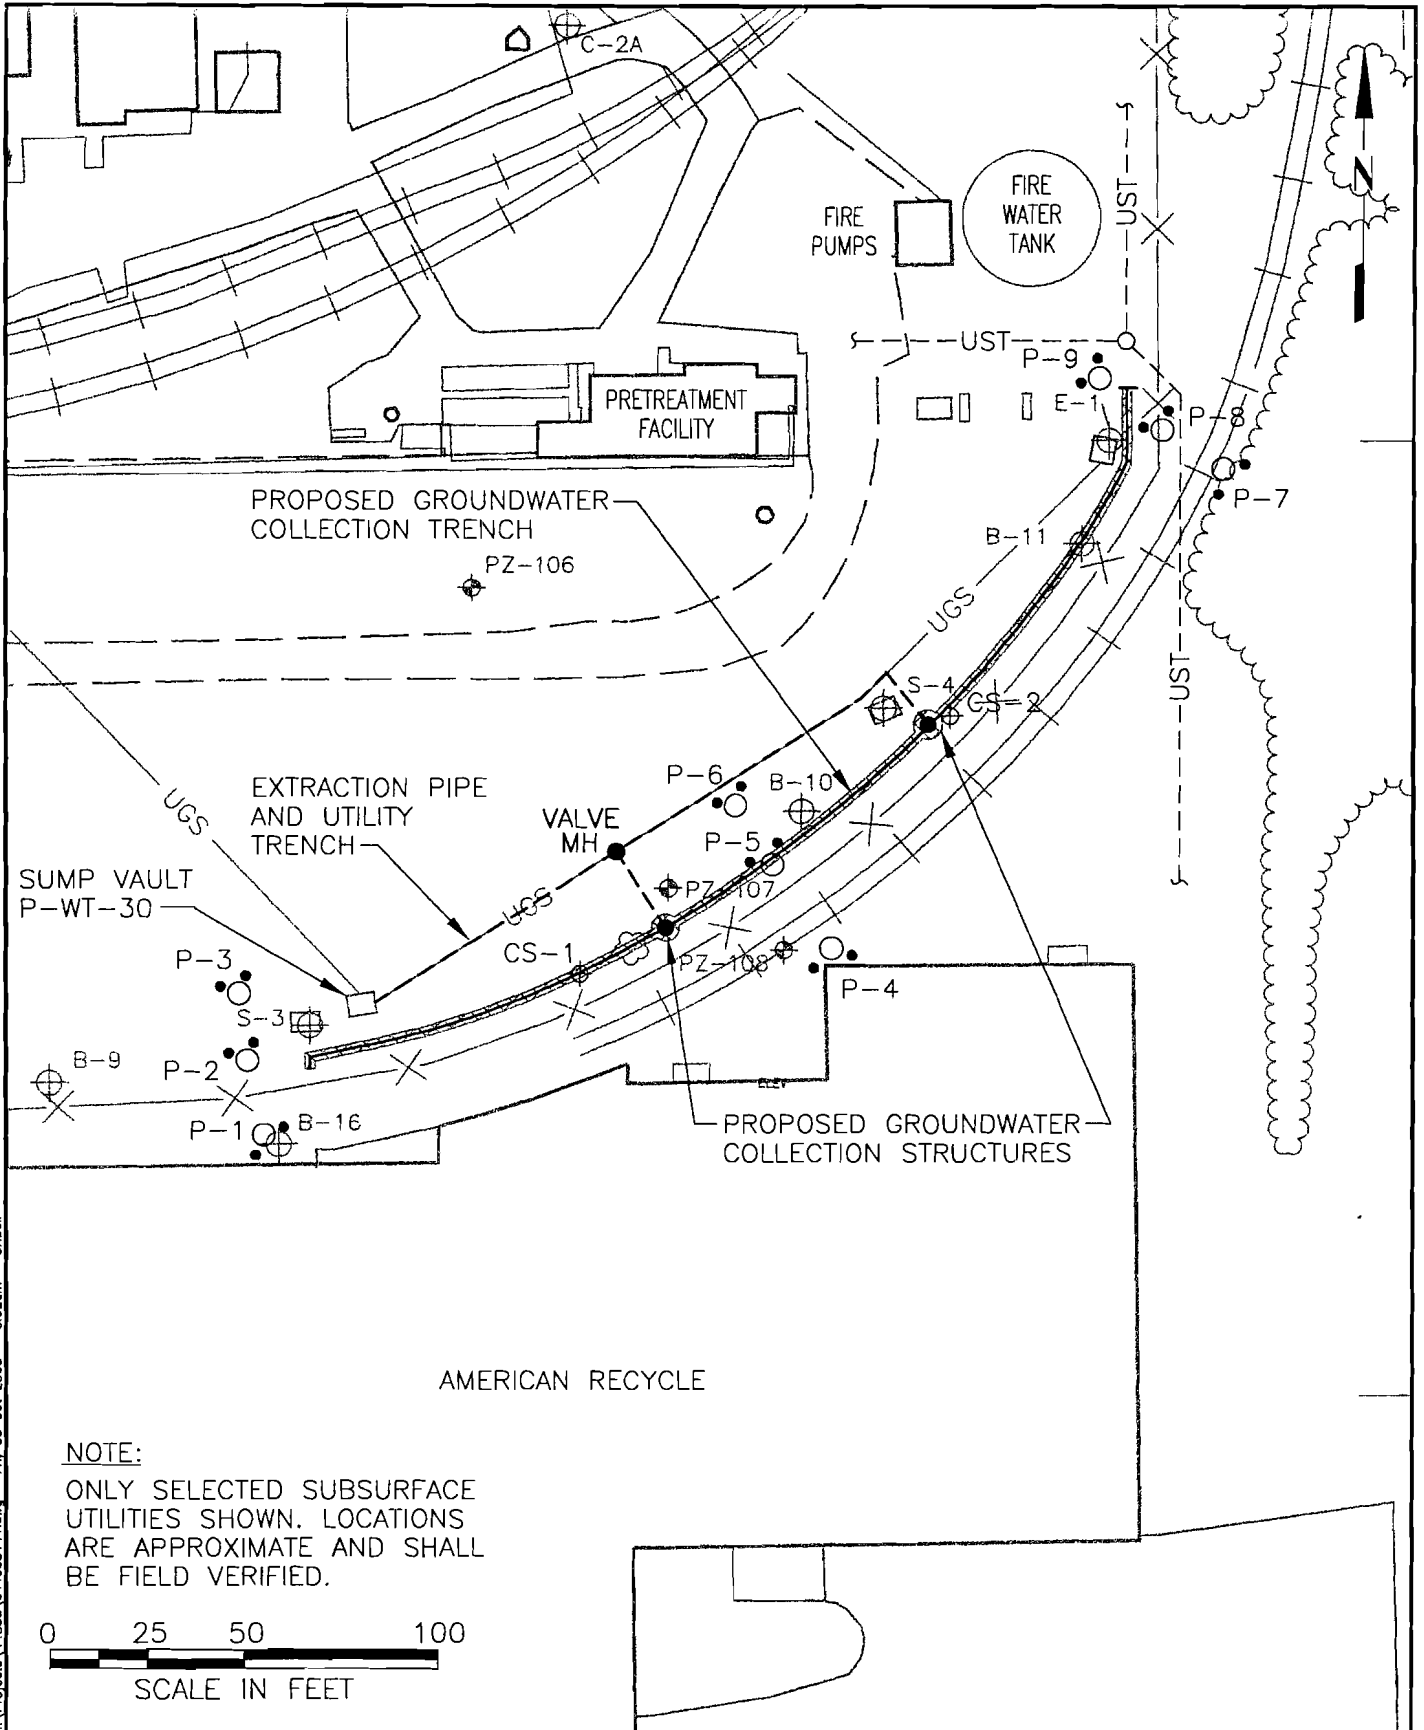 C-2A
FIRE
WATER
TANK
FIRE
PUMPS
UST
N
UST
P-9
E-1
P-8
P-7
PRETREATMENT
FACILITY
PROPOSED GROUNDWATER
COLLECTION TRENCH
B-11
PZ-106
UGS
UST
S-4
CS-2
P-6
B-10
EXTRACTION PIPE
AND UTILITY
TRENCH
UGS
VALVE
MH
P-5
SUMP VAULT
P-WT-30
UGS
PZ-107
CS-1
PZ-108
P-3
P-4
S-3
B-9
P-2
ELEV
P-1
B-16
PROPOSED GROUNDWATER
COLLECTION STRUCTURES
AMERICAN RECYCLE
NOTE:
ONLY SELECTED SUBSURFACE
UTILITIES SHOWN. LOCATIONS
ARE APPROXIMATE AND SHALL
BE FIELD VERIFIED.
0 25 50 100
SCALE IN FEET